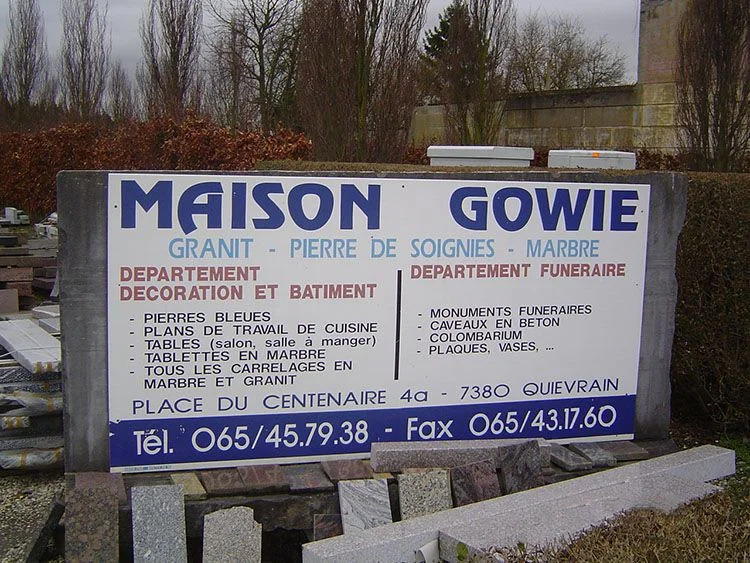 MAISON GOWIE
GRANIT - PIERRE DE SOIGNIES - MARBRE
DEPARTEMENT
DECORATION ET BATIMENT
- PIERRES BLEUES
- PLANS DE TRAVAIL DE CUISINE
- TABLES (salon, salle à manger)
- TABLETTES EN MARBRE
- TOUS LES CARRELAGES EN
MARBRE ET GRANIT
DEPARTEMENT FUNERAIRE
- MONUMENTS FUNERAIRES
- CAVEAUX EN BETON
- COLOMBARIUM
- PLAQUES, VASES, ...
PLACE DU CENTENAIRE 4a - 7380 QUIEVRAIN
Tél. 065/45.79.38 - Fax 065/43.17.60